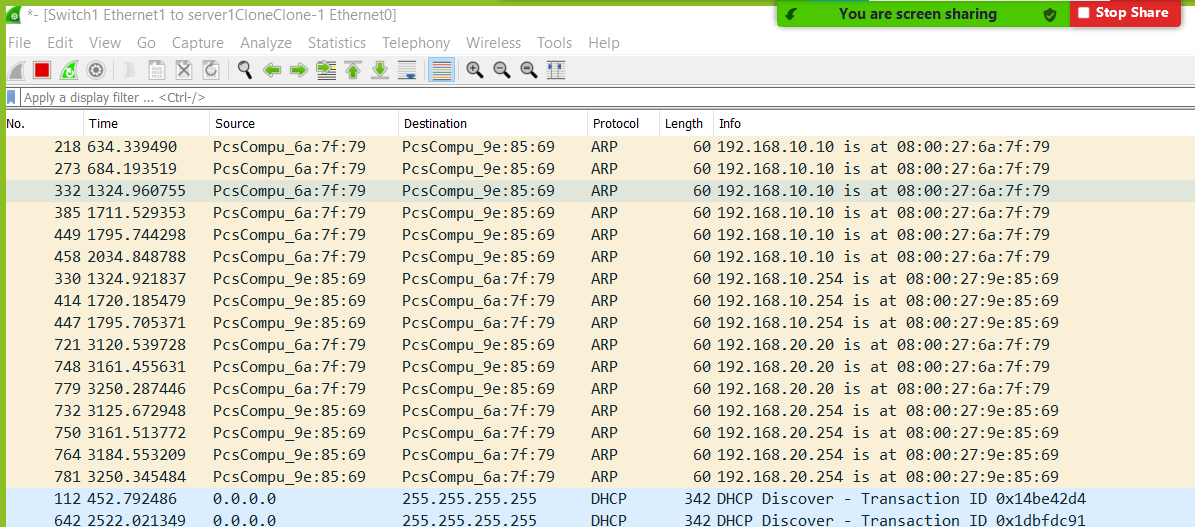 *- [Switch1 Ethernet1 to server1CloneClone-1 Ethernet0]
You are screen sharing
Stop Share
File Edit View Go Capture Analyze Statistics Telephony Wireless Tools Help
Apply a display filter ... <Ctrl-/>
No. Time Source Destination Protocol Length Info
218 634.339490 PcsCompu_6a:7f:79 PcsCompu_9e:85:69 ARP 60 192.168.10.10 is at 08:00:27:6a:7f:79
273 684.193519 PcsCompu_6a:7f:79 PcsCompu_9e:85:69 ARP 60 192.168.10.10 is at 08:00:27:6a:7f:79
332 1324.960755 PcsCompu_6a:7f:79 PcsCompu_9e:85:69 ARP 60 192.168.10.10 is at 08:00:27:6a:7f:79
385 1711.529353 PcsCompu_6a:7f:79 PcsCompu_9e:85:69 ARP 60 192.168.10.10 is at 08:00:27:6a:7f:79
449 1795.744298 PcsCompu_6a:7f:79 PcsCompu_9e:85:69 ARP 60 192.168.10.10 is at 08:00:27:6a:7f:79
458 2034.848788 PcsCompu_6a:7f:79 PcsCompu_9e:85:69 ARP 60 192.168.10.10 is at 08:00:27:6a:7f:79
330 1324.921837 PcsCompu_9e:85:69 PcsCompu_6a:7f:79 ARP 60 192.168.10.254 is at 08:00:27:9e:85:69
414 1720.185479 PcsCompu_9e:85:69 PcsCompu_6a:7f:79 ARP 60 192.168.10.254 is at 08:00:27:9e:85:69
447 1795.705371 PcsCompu_9e:85:69 PcsCompu_6a:7f:79 ARP 60 192.168.10.254 is at 08:00:27:9e:85:69
721 3120.539728 PcsCompu_6a:7f:79 PcsCompu_9e:85:69 ARP 60 192.168.20.20 is at 08:00:27:6a:7f:79
748 3161.455631 PcsCompu_6a:7f:79 PcsCompu_9e:85:69 ARP 60 192.168.20.20 is at 08:00:27:6a:7f:79
779 3250.287446 PcsCompu_6a:7f:79 PcsCompu_9e:85:69 ARP 60 192.168.20.20 is at 08:00:27:6a:7f:79
732 3125.672948 PcsCompu_9e:85:69 PcsCompu_6a:7f:79 ARP 60 192.168.20.254 is at 08:00:27:9e:85:69
750 3161.513772 PcsCompu_9e:85:69 PcsCompu_6a:7f:79 ARP 60 192.168.20.254 is at 08:00:27:9e:85:69
764 3184.553209 PcsCompu_9e:85:69 PcsCompu_6a:7f:79 ARP 60 192.168.20.254 is at 08:00:27:9e:85:69
781 3250.345484 PcsCompu_9e:85:69 PcsCompu_6a:7f:79 ARP 60 192.168.20.254 is at 08:00:27:9e:85:69
112 452.792486 0.0.0.0 255.255.255.255 DHCP 342 DHCP Discover - Transaction ID 0x14be42d4
642 2522.021349 0.0.0.0 255.255.255.255 DHCP 342 DHCP Discover - Transaction ID 0x1dbfdc91